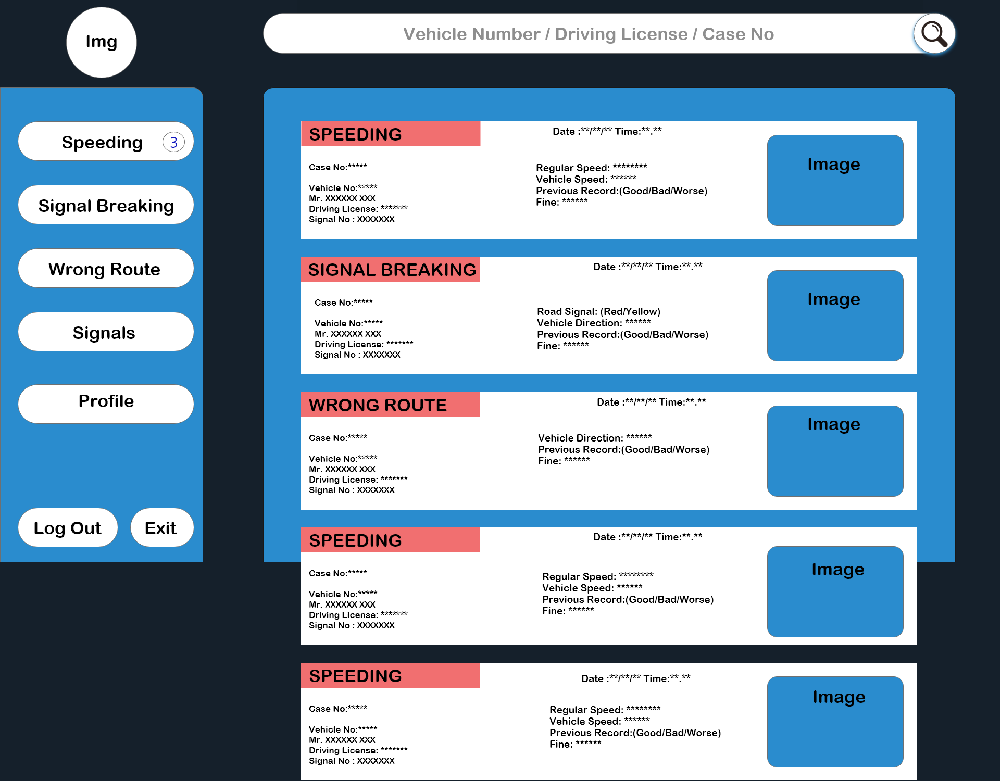 Img
Vehicle Number / Driving License / Case No
Speeding 3
Signal Breaking
Wrong Route
Signals
Profile
Log Out
Exit
SPEEDING
Date :**/**/** Time:**.**
Case No:*****
Vehicle No:*****
Mr. XXXXXX XXX
Driving License: *******
Signal No : XXXXXXX
Regular Speed: ********
Vehicle Speed: ******
Previous Record:(Good/Bad/Worse)
Fine: ******
Image
SIGNAL BREAKING
Date :**/**/** Time:**.**
Case No:*****
Vehicle No:*****
Mr. XXXXXX XXX
Driving License: *******
Signal No : XXXXXXX
Road Signal: (Red/Yellow)
Vehicle Direction: ******
Previous Record:(Good/Bad/Worse)
Fine: ******
Image
WRONG ROUTE
Date :**/**/** Time:**.**
Case No:*****
Vehicle No:*****
Mr. XXXXXX XXX
Driving License: *******
Signal No : XXXXXXX
Vehicle Direction: ******
Previous Record:(Good/Bad/Worse)
Fine: ******
Image
SPEEDING
Date :**/**/** Time:**.**
Case No:*****
Vehicle No:*****
Mr. XXXXXX XXX
Driving License: *******
Signal No : XXXXXXX
Regular Speed: ********
Vehicle Speed: ******
Previous Record:(Good/Bad/Worse)
Fine: ******
Image
SPEEDING
Date :**/**/** Time:**.**
Case No:*****
Vehicle No:*****
Mr. XXXXXX XXX
Driving License: *******
Signal No : XXXXXXX
Regular Speed: ********
Vehicle Speed: ******
Previous Record:(Good/Bad/Worse)
Fine: ******
Image